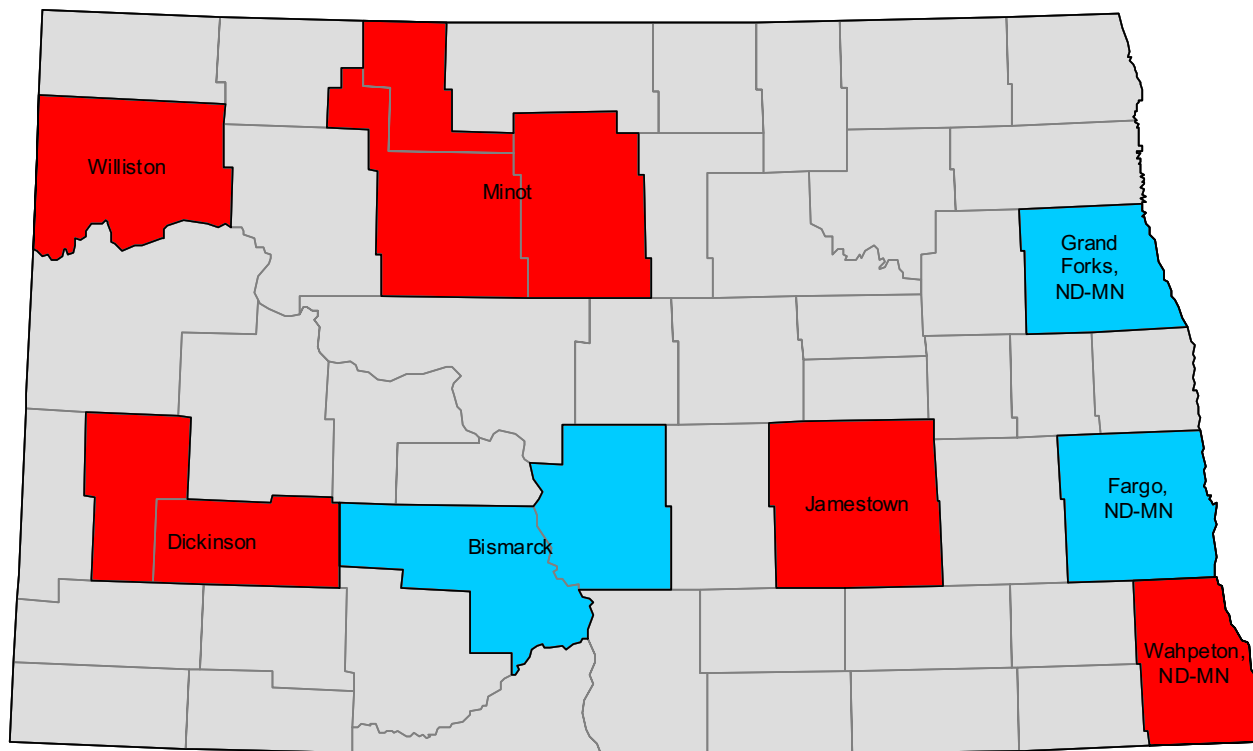 Williston
Minot
Grand
Forks,
ND-MN
Fargo,
ND-MN
Jamestown
Dickinson
Bismarck
Wahpeton,
ND-MN